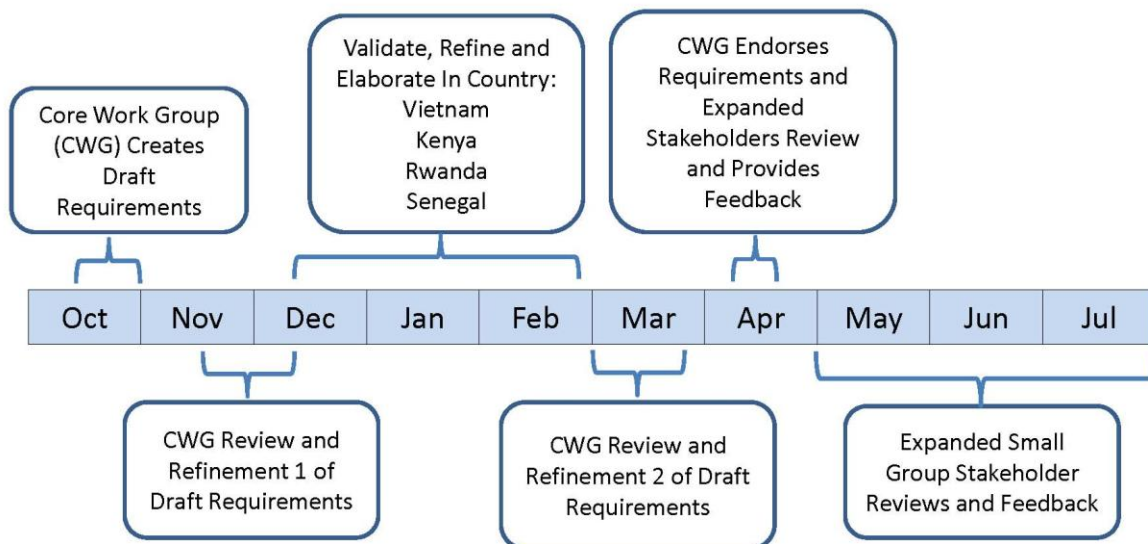 Core Work Group
(CWG) Creates
Draft
Requirements
Validate, Refine and
Elaborate In Country:
Vietnam
Kenya
Rwanda
Senegal
CWG Endorses
Requirements and
Expanded
Stakeholders Review
and Provides
Feedback
Oct Nov Dec Jan Feb Mar Apr May Jun Jul
CWG Review and
Refinement 1 of
Draft Requirements
CWG Review and
Refinement 2 of Draft
Requirements
Expanded Small
Group Stakeholder
Reviews and Feedback